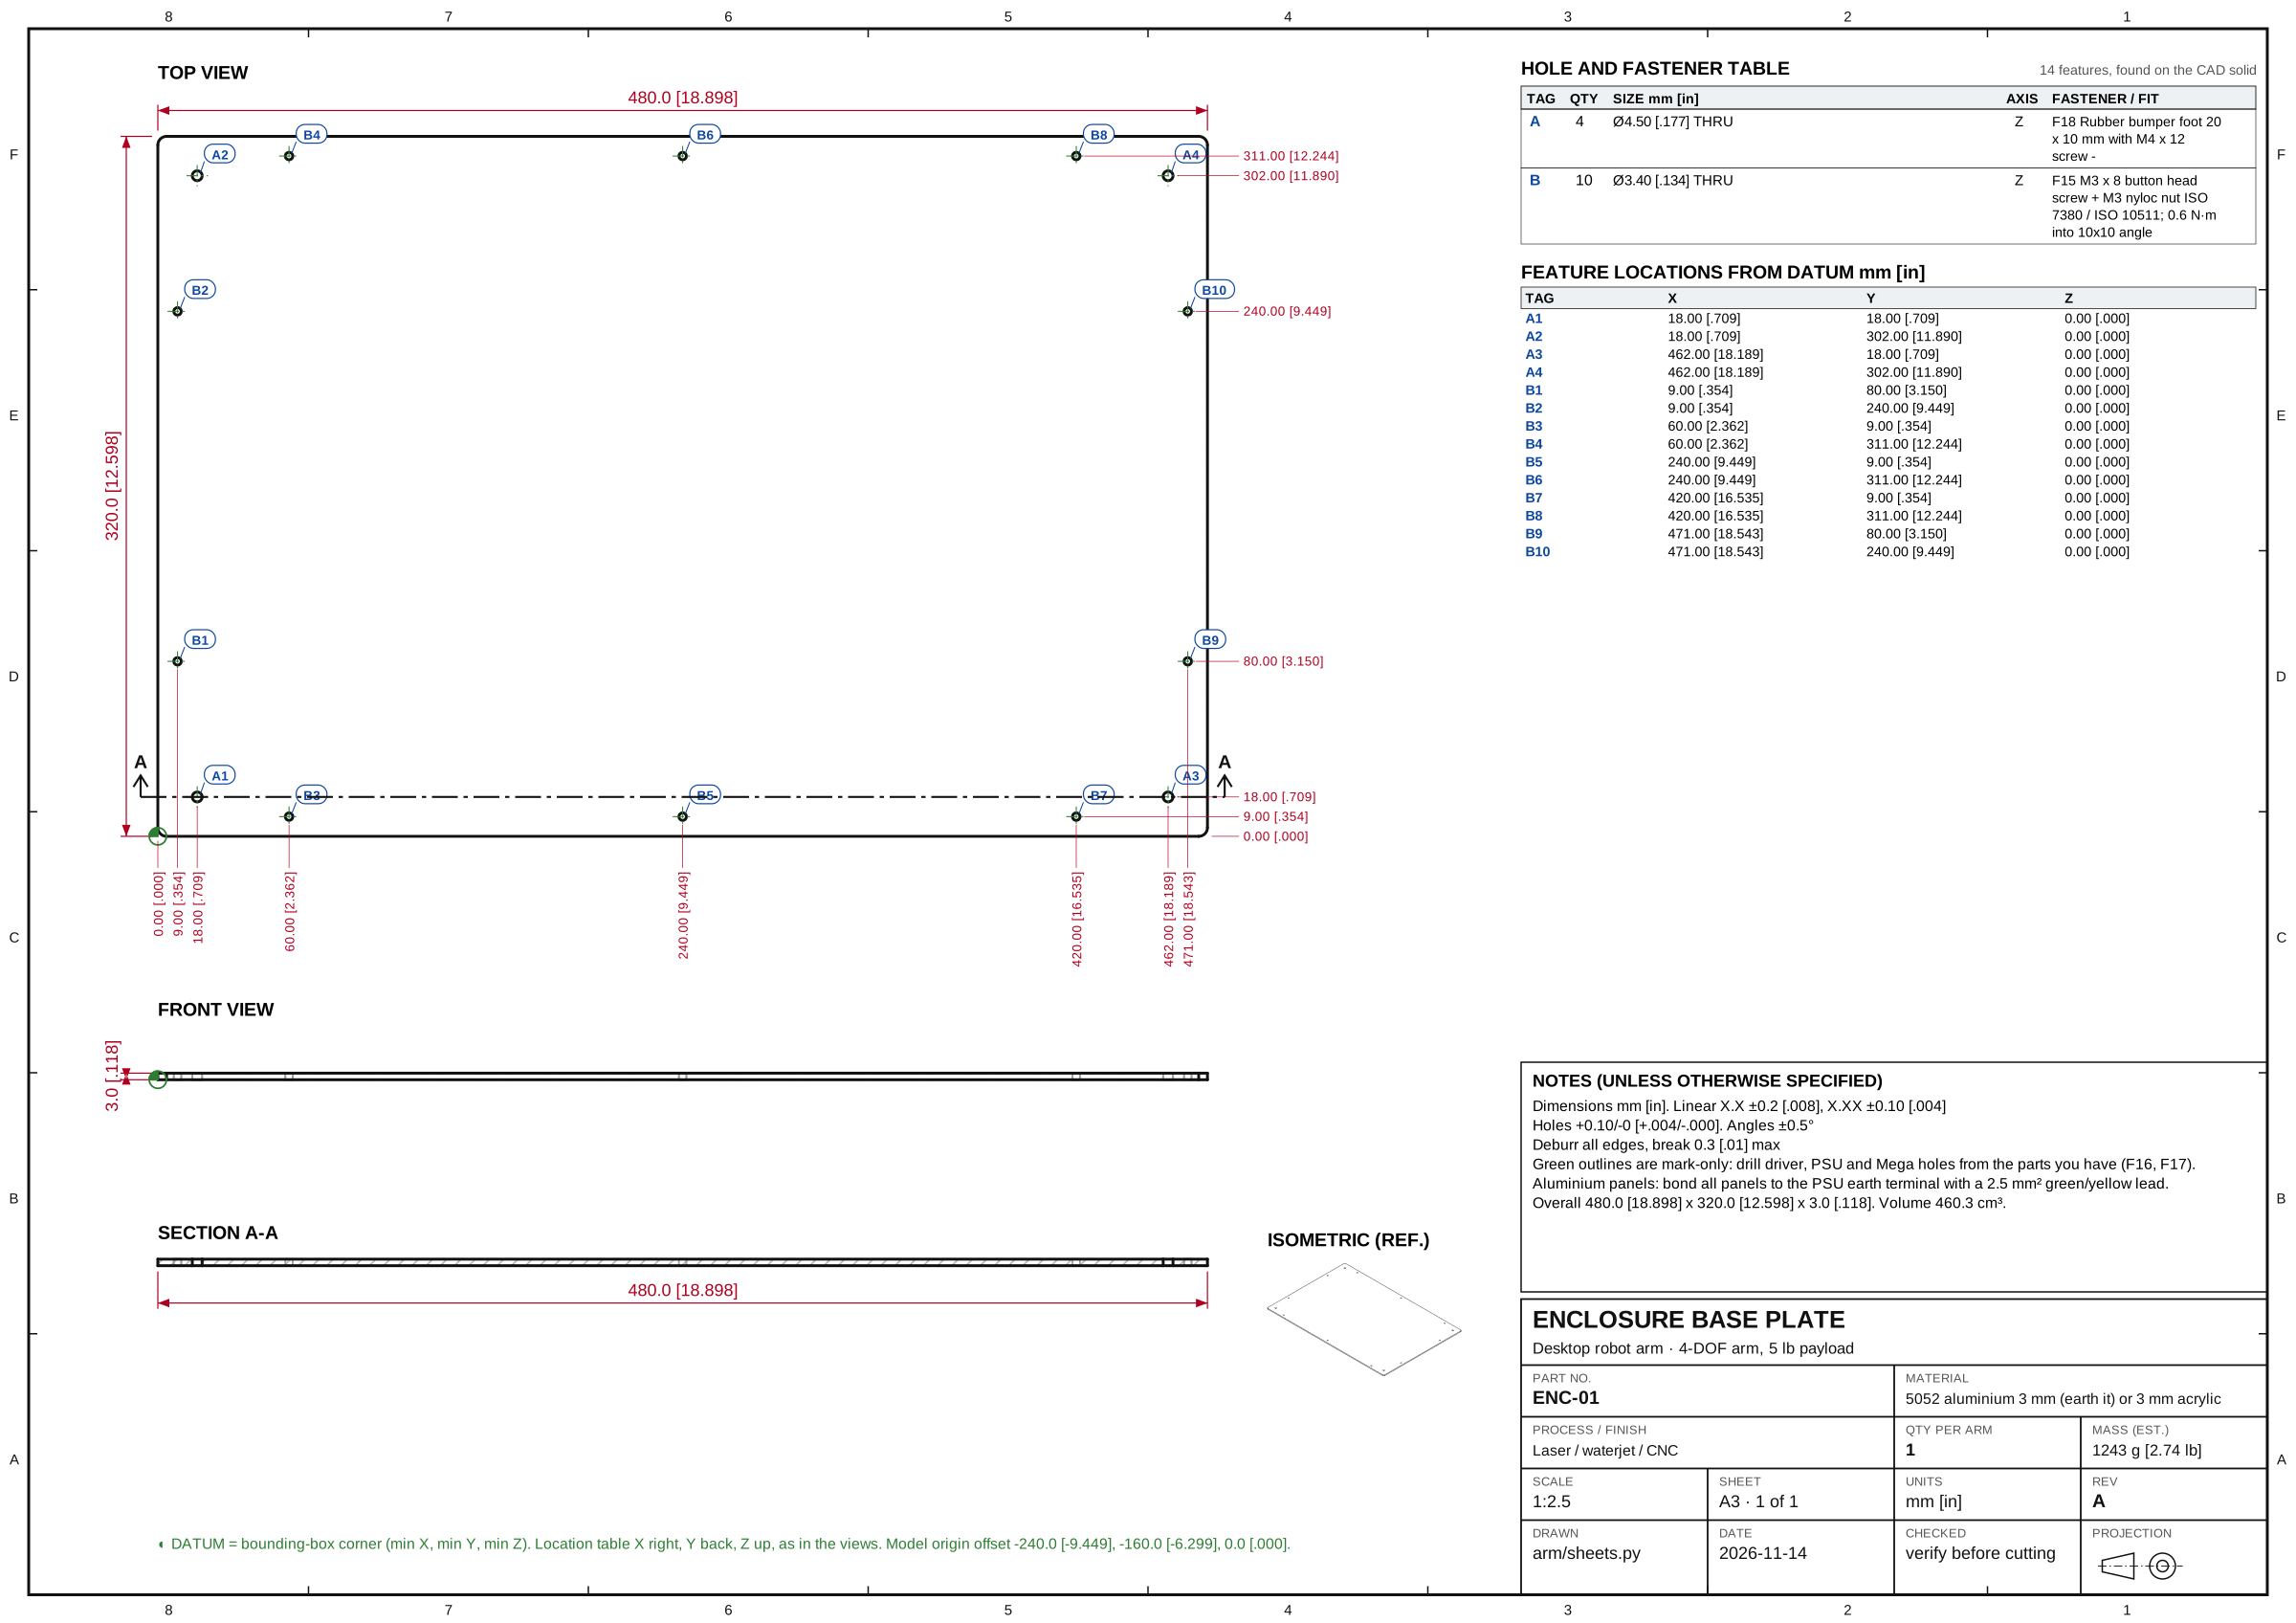 8 7 6 5 4 3 2 1
TOP VIEW
480.0 [18.898]
320.0 [12.598]
B4
B6
B8
A2
A4
311.00 [12.244]
302.00 [11.890]
B2
B10
240.00 [9.449]
B1
B9
80.00 [3.150]
A
A
A1
B3
B5
B7
A3
18.00 [.709]
9.00 [.354]
0.00 [.000]
0.00 [.000]
9.00 [.354]
18.00 [.709]
60.00 [2.362]
240.00 [9.449]
420.00 [16.535]
462.00 [18.189]
471.00 [18.543]
F
E
D
C
B
A
F
E
D
C
B
A
FRONT VIEW
3.0 [.118]
SECTION A-A
480.0 [18.898]
ISOMETRIC (REF.)
DATUM = bounding-box corner (min X, min Y, min Z). Location table X right, Y back, Z up, as in the views. Model origin offset -240.0 [-9.449], -160.0 [-6.299], 0.0 [.000].
HOLE AND FASTENER TABLE
14 features, found on the CAD solid
TAG QTY SIZE mm [in] AXIS FASTENER / FIT
A 4 Ø4.50 [.177] THRU Z F18 Rubber bumper foot 20
x 10 mm with M4 x 12
screw -
B 10 Ø3.40 [.134] THRU Z F15 M3 x 8 button head
screw + M3 nyloc nut ISO
7380 / ISO 10511; 0.6 N·m
into 10x10 angle
FEATURE LOCATIONS FROM DATUM mm [in]
TAG X Y Z
A1 18.00 [.709] 18.00 [.709] 0.00 [.000]
A2 18.00 [.709] 302.00 [11.890] 0.00 [.000]
A3 462.00 [18.189] 18.00 [.709] 0.00 [.000]
A4 462.00 [18.189] 302.00 [11.890] 0.00 [.000]
B1 9.00 [.354] 80.00 [3.150] 0.00 [.000]
B2 9.00 [.354] 240.00 [9.449] 0.00 [.000]
B3 60.00 [2.362] 9.00 [.354] 0.00 [.000]
B4 60.00 [2.362] 311.00 [12.244] 0.00 [.000]
B5 240.00 [9.449] 9.00 [.354] 0.00 [.000]
B6 240.00 [9.449] 311.00 [12.244] 0.00 [.000]
B7 420.00 [16.535] 9.00 [.354] 0.00 [.000]
B8 420.00 [16.535] 311.00 [12.244] 0.00 [.000]
B9 471.00 [18.543] 80.00 [3.150] 0.00 [.000]
B10 471.00 [18.543] 240.00 [9.449] 0.00 [.000]
NOTES (UNLESS OTHERWISE SPECIFIED)
Dimensions mm [in]. Linear X.X ±0.2 [.008], X.XX ±0.10 [.004]
Holes +0.10/-0 [+.004/-.000]. Angles ±0.5°
Deburr all edges, break 0.3 [.01] max
Green outlines are mark-only: drill driver, PSU and Mega holes from the parts you have (F16, F17).
Aluminium panels: bond all panels to the PSU earth terminal with a 2.5 mm² green/yellow lead.
Overall 480.0 [18.898] x 320.0 [12.598] x 3.0 [.118]. Volume 460.3 cm³.
ENCLOSURE BASE PLATE
Desktop robot arm · 4-DOF arm, 5 lb payload
PART NO. MATERIAL
ENC-01 5052 aluminium 3 mm (earth it) or 3 mm acrylic
PROCESS / FINISH QTY PER ARM MASS (EST.)
Laser / waterjet / CNC 1 1243 g [2.74 lb]
SCALE SHEET UNITS REV
1:2.5 A3 · 1 of 1 mm [in] A
DRAWN DATE CHECKED PROJECTION
arm/sheets.py 2026-11-14 verify before cutting
8 7 6 5 4 3 2 1